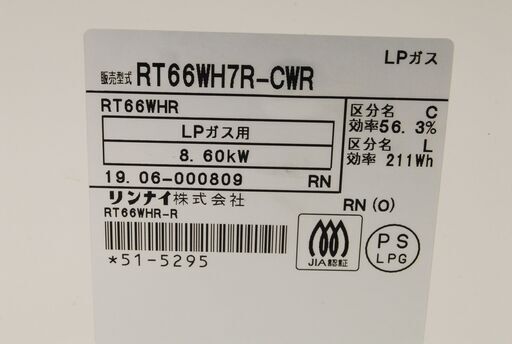 LPガス
販売型式 RT66WH7R-CWR
RT66WHR
LPガス用
8.60kW
19.06-000809 RN
リンナイ株式会社
RT66WHR-R
*51-5295
区分名 C
効率56.3%
区分名 L
効率 211Wh
RN(O)
JIA認証
PS
LPG